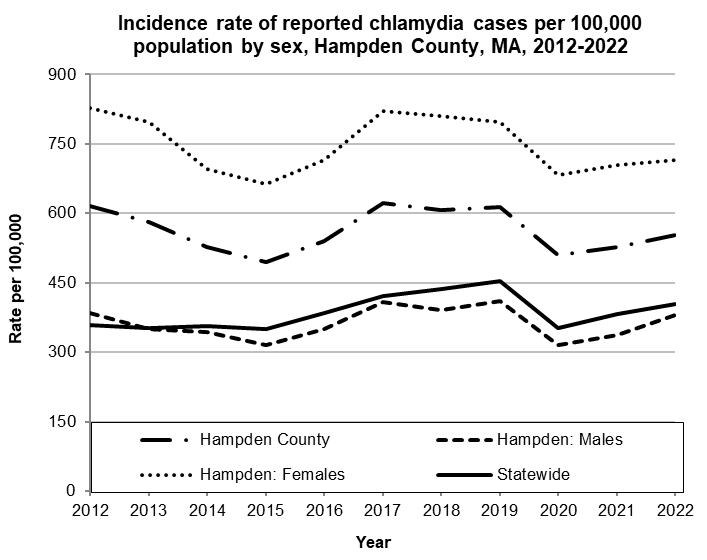 Incidence rate of reported chlamydia cases per 100,000
population by sex, Hampden County, MA, 2012-2022
900
750
600
450
300
150
0
Rate per 100,000
Hampden County
Hampden: Males
Hampden: Females
Statewide
2012 2013 2014 2015 2016 2017 2018 2019 2020 2021 2022
Year